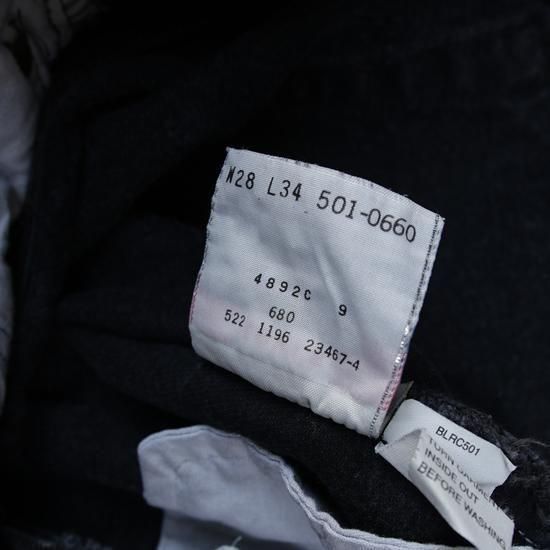 W28 L34 501-0660
4892C 9
680
522 1196 23467-4
BLRC501
TURN GARMENT
INSIDE OUT
BEFORE WASHING